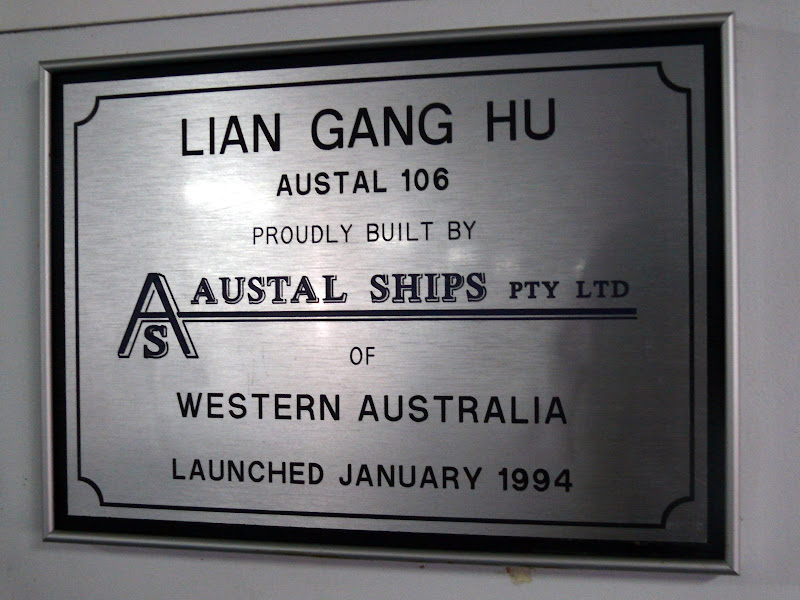 LIAN GANG HU
AUSTAL 106
PROUDLY BUILT BY
AS AUSTAL SHIPS PTY LTD
OF
WESTERN AUSTRALIA
LAUNCHED JANUARY 1994